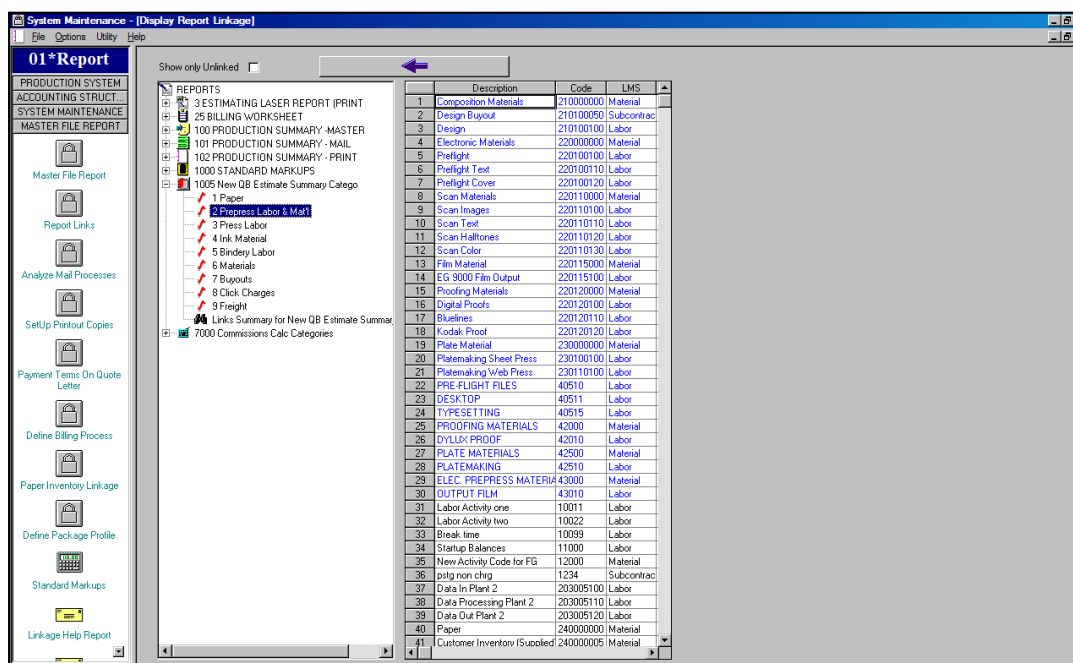 System Maintenance - [Display Report Linkage]
File Options Utility Help
01*Report
PRODUCTION SYSTEM
ACCOUNTING STRUCT...
SYSTEM MAINTENANCE
MASTER FILE REPORT
Master File Report
Report Links
Analyze Mail Processes
SetUp Printout Copies
Payment Terms On Quote
Letter
Define Billing Process
Paper Inventory Linkage
Define Package Profile
Standard Markups
Linkage Help Report
Show only Unlinked
REPORTS
3 ESTIMATING LASER REPORT (PRINT
25 BILLING WORKSHEET
100 PRODUCTION SUMMARY -MASTER
101 PRODUCTION SUMMARY - MAIL
102 PRODUCTION SUMMARY - PRINT
1000 STANDARD MARKUPS
1005 New QB Estimate Summary Catego
1 Paper
2 Prepress Labor & Matl
3 Press Labor
4 Ink Material
5 Bindery Labor
6 Materials
7 Buyouts
8 Click Charges
9 Freight
Links Summary for New QB Estimate Summar
7000 Commissions Calc Categories
Description Code LMS
1 Composition Materials 210000000 Material
2 Design Buyout 210100050 Subcontrac
3 Design 210100100 Labor
4 Electronic Materials 220000000 Material
5 Preflight 220100100 Labor
6 Preflight Text 220100110 Labor
7 Preflight Cover 220100120 Labor
8 Scan Materials 220110000 Material
9 Scan Images 220110100 Labor
10 Scan Text 220110110 Labor
11 Scan Halftones 220110120 Labor
12 Scan Color 220110130 Labor
13 Film Material 220115000 Material
14 EG 9000 Film Output 220115100 Labor
15 Proofing Materials 220120000 Material
16 Digital Proofs 220120100 Labor
17 Bluelines 220120110 Labor
18 Kodak Proof 220120120 Labor
19 Plate Material 230000000 Material
20 Platemaking Sheet Press 230100100 Labor
21 Platemaking Web Press 230110100 Labor
22 PRE-FLIGHT FILES 40510 Labor
23 DESKTOP 40511 Labor
24 TYPESETTING 40515 Labor
25 PROOFING MATERIALS 42000 Material
26 DYLUX PROOF 42010 Labor
27 PLATE MATERIALS 42500 Material
28 PLATEMAKING 42510 Labor
29 ELEC. PREPRESS MATERIA 43000 Material
30 OUTPUT FILM 43010 Labor
31 Labor Activity one 10011 Labor
32 Labor Activity two 10022 Labor
33 Break time 10099 Labor
34 Startup Balances 11000 Labor
35 New Activity Code for FG 12000 Material
36 pstg non chrg 1234 Subcontrac
37 Data In Plant 2 203005100 Labor
38 Data Processing Plant 2 203005110 Labor
39 Data Out Plant 2 203005120 Labor
40 Paper 240000000 Material
41 Customer Inventory (Supplied 240000005 Material